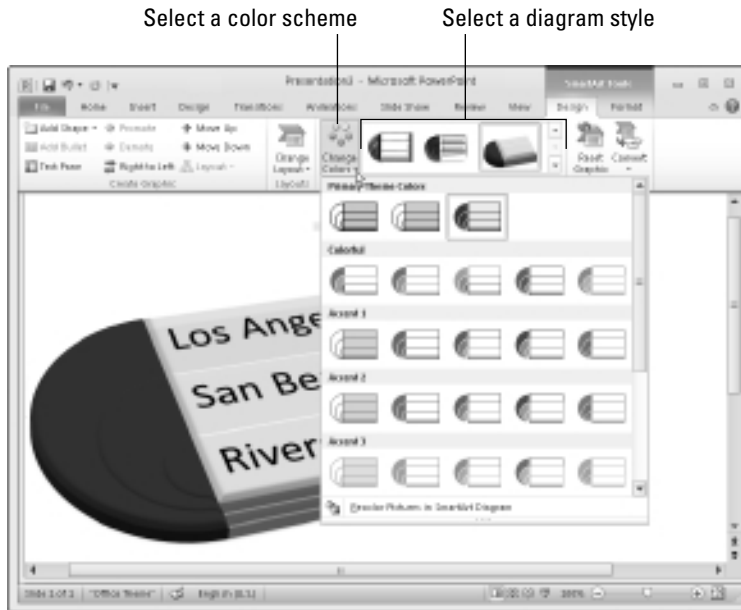 Select a color scheme Select a diagram style
Presentation1 - Microsoft PowerPoint SmartArt Tools
File Home Insert Design Transitions Animations Slide Show Review View Design Format
Add Shape Promote Move Up
Add Bullet Demote Move Down
Text Pane Right to Left Layout
Create Graphic
Change Layout
Layouts
Change Colors
Reset Graphic
Convert
Primary Theme Colors
Colorful
Accent 1
Accent 2
Accent 3
Recolor Pictures in SmartArt Diagram
Los Ange
San Be
River
Slide 1 of 1 "Office Theme" English (U.S.)